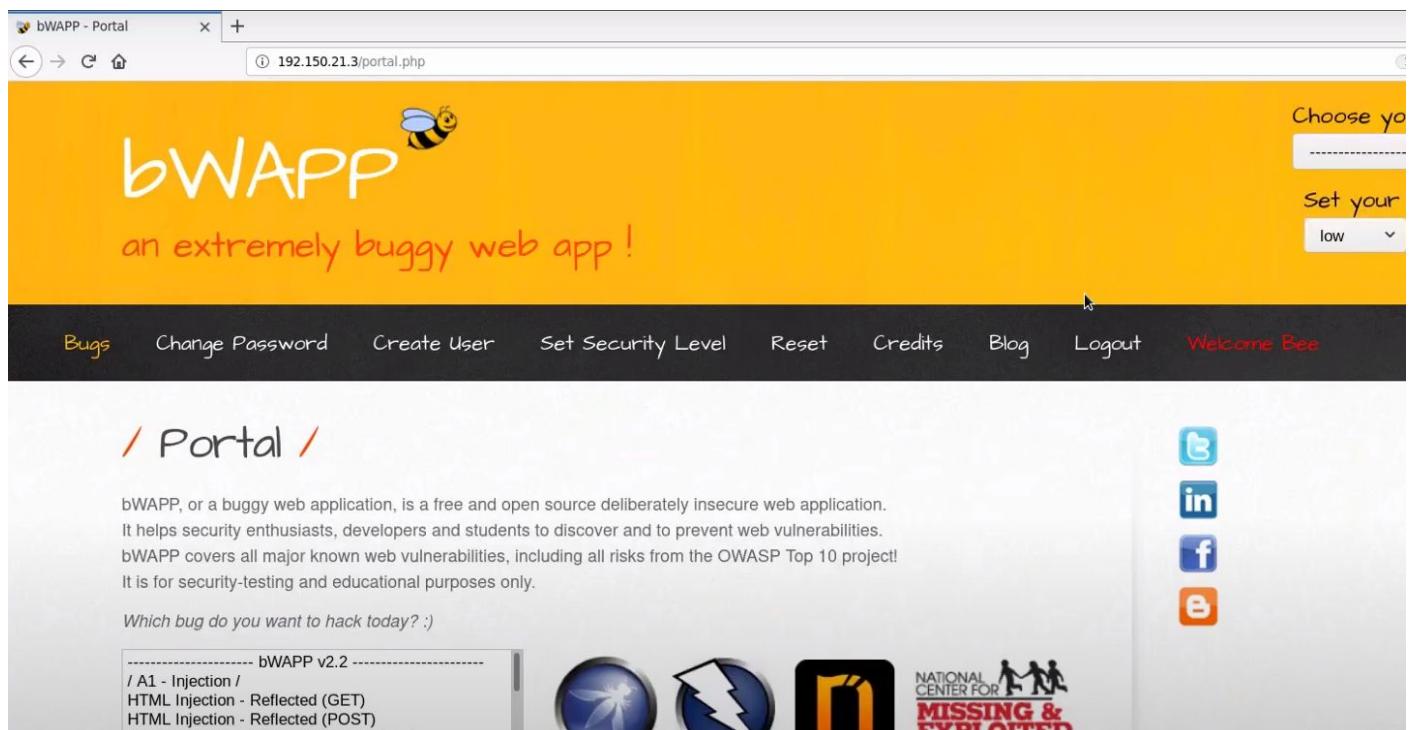 bWAPP - Portal
192.150.21.3/portal.php
bWAPP
an extremely buggy web app !
Choose yo
----------------
Set your
low
Bugs Change Password Create User Set Security Level Reset Credits Blog Logout Welcome Bee
/ Portal /
bWAPP, or a buggy web application, is a free and open source deliberately insecure web application.
It helps security enthusiasts, developers and students to discover and to prevent web vulnerabilities.
bWAPP covers all major known web vulnerabilities, including all risks from the OWASP Top 10 project!
It is for security-testing and educational purposes only.
Which bug do you want to hack today? :)
---------------------- bWAPP v2.2 -----------------------
/ A1 - Injection /
HTML Injection - Reflected (GET)
HTML Injection - Reflected (POST)
NATIONAL
CENTER FOR
MISSING &
EXPLOITED
in